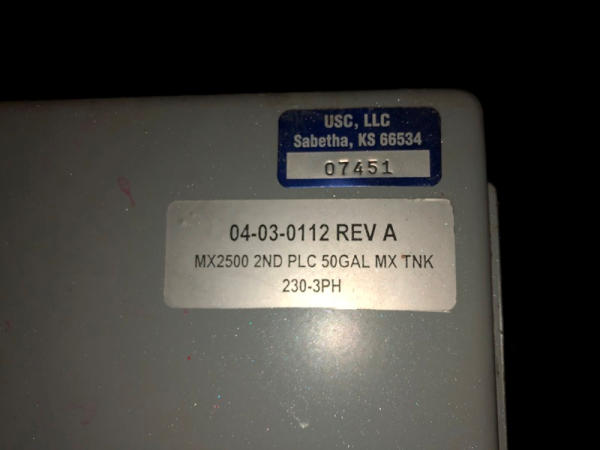 USC, LLC
Sabetha, KS 66534
07451
04-03-0112 REV A
MX2500 2ND PLC 50GAL MX TNK
230-3PH